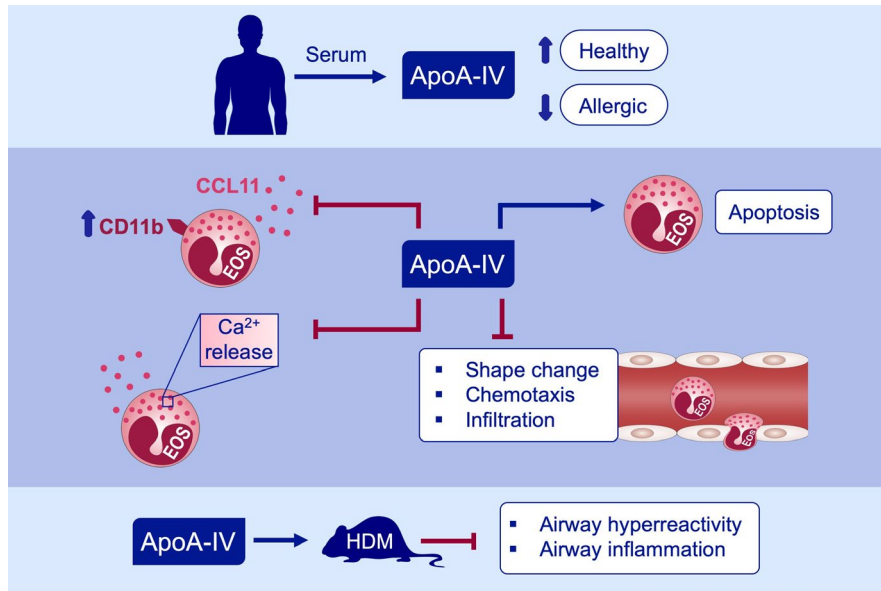 Serum
ApoA-IV
Healthy
Allergic
CCL11
CD11b
EOS
ApoA-IV
EOS
Apoptosis
Ca²⁺
release
EOS
▪ Shape change
▪ Chemotaxis
▪ Infiltration
EOS
EOS
ApoA-IV
HDM
▪ Airway hyperreactivity
▪ Airway inflammation